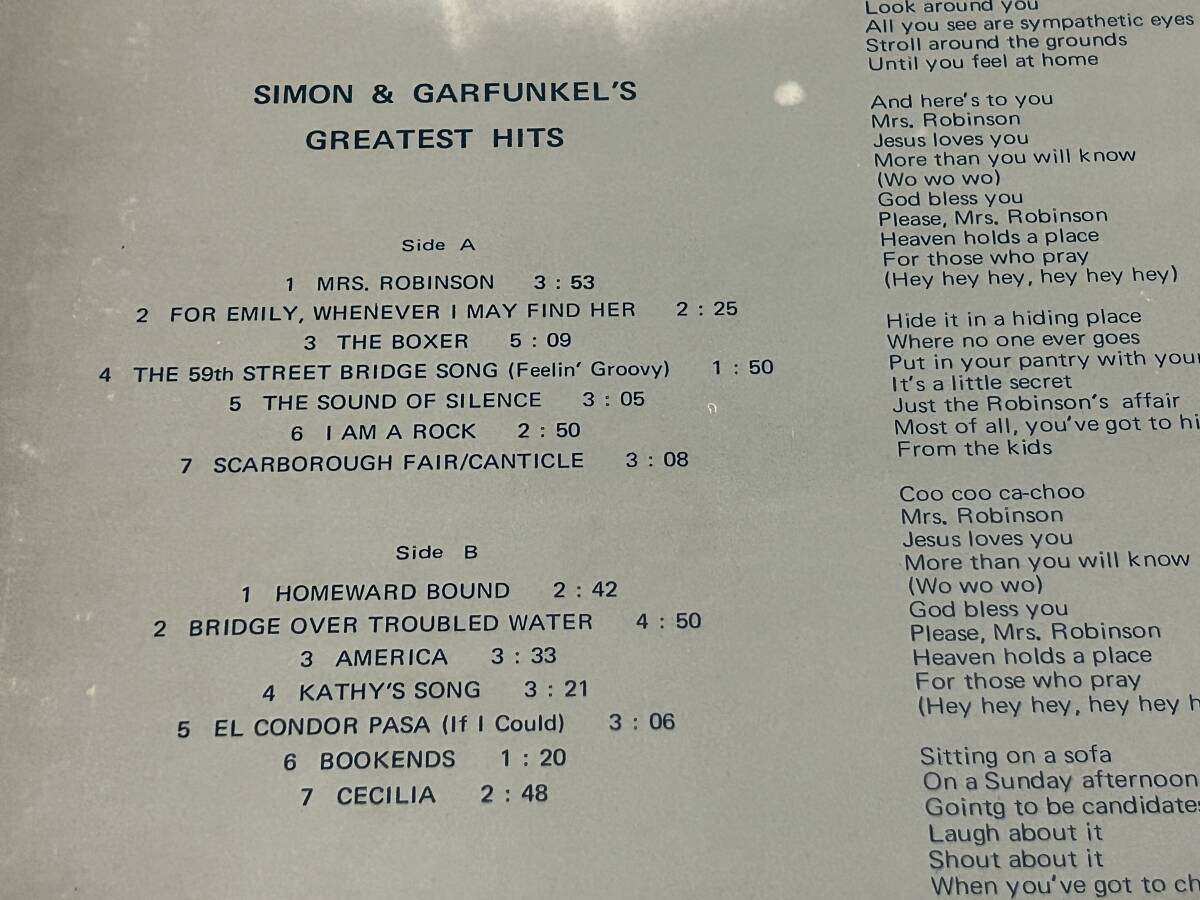 SIMON & GARFUNKEL'S
GREATEST HITS
Side A
1 MRS. ROBINSON 3 : 53
2 FOR EMILY, WHENEVER I MAY FIND HER 2 : 25
3 THE BOXER 5 : 09
4 THE 59th STREET BRIDGE SONG (Feelin' Groovy) 1 : 50
5 THE SOUND OF SILENCE 3 : 05
6 I AM A ROCK 2 : 50
7 SCARBOROUGH FAIR/CANTICLE 3 : 08
Side B
1 HOMEWARD BOUND 2 : 42
2 BRIDGE OVER TROUBLED WATER 4 : 50
3 AMERICA 3 : 33
4 KATHY'S SONG 3 : 21
5 EL CONDOR PASA (If I Could) 3 : 06
6 BOOKENDS 1 : 20
7 CECILIA 2 : 48
Look around you
All you see are sympathetic eyes
Stroll around the grounds
Until you feel at home
And here's to you
Mrs. Robinson
Jesus loves you
More than you will know
(Wo wo wo)
God bless you
Please, Mrs. Robinson
Heaven holds a place
For those who pray
(Hey hey hey, hey hey hey)
Hide it in a hiding place
Where no one ever goes
Put in your pantry with your
It's a little secret
Just the Robinson's affair
Most of all, you've got to hi
From the kids
Coo coo ca-choo
Mrs. Robinson
Jesus loves you
More than you will know
(Wo wo wo)
God bless you
Please, Mrs. Robinson
Heaven holds a place
For those who pray
(Hey hey hey, hey hey h
Sitting on a sofa
On a Sunday afternoon
Gointg to be candidates
Laugh about it
Shout about it
When you've got to ch